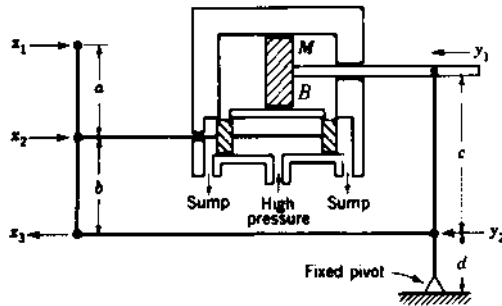 x₁
M
y₁
a
B
x₂
c
b
Sump
High
pressure
Sump
x₃
y₂
Fixed pivot
d